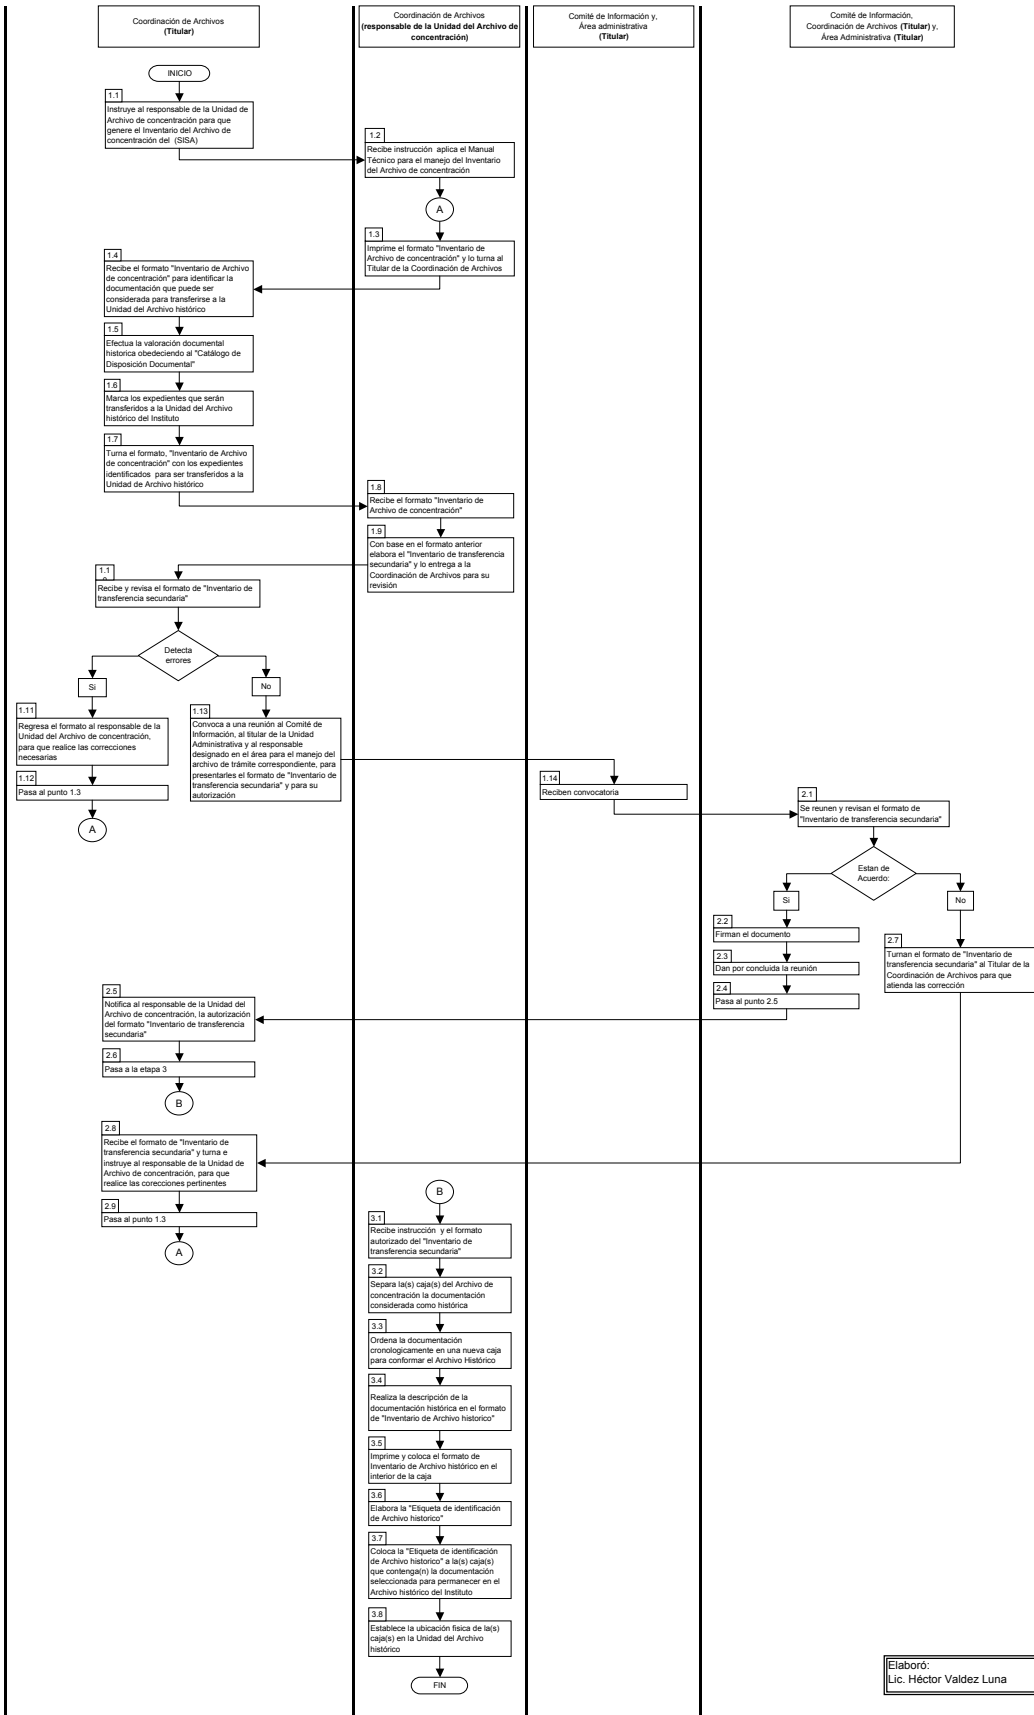 Coordinación de Archivos
(Titular)
Coordinación de Archivos
(responsable de la Unidad del Archivo de
concentración)
Comité de Información y,
Área administrativa
(Titular)
Comité de Información,
Coordinación de Archivos (Titular) y,
Área Administrativa (Titular)
INICIO
1.1
Instruye al responsable de la Unidad de
Archivo de concentración para que
genere el Inventario del Archivo de
concentración del  (SISA)
1.2
Recibe instrucción  aplica el Manual
Técnico para el manejo del Inventario
del Archivo de concentración
A
1.3
Imprime el formato "Inventario de
Archivo de concentración" y lo turna al
Titular de la Coordinación de Archivos
1.4
Recibe el formato "Inventario de Archivo
de concentración" para identificar la
documentación que puede ser
considerada para transferirse a la
Unidad del Archivo histórico
1.5
Efectua la valoración documental
historica obedeciendo al "Catálogo de
Disposición Documental"
1.6
Marca los expedientes que serán
transferidos a la Unidad del Archivo
histórico del Instituto
1.7
Turna el formato, "Inventario de Archivo
de concentración" con los expedientes
identificados  para ser transferidos a la
Unidad de Archivo histórico
1.8
Recibe el formato "Inventario de
Archivo de concentración"
1.9
Con base en el formato anterior
elabora el "Inventario de transferencia
secundaria" y lo entrega a la
Coordinación de Archivos para su
revisión
1.1
Recibe y revisa el formato de "Inventario de
transferencia secundaria"
Detecta
errores
Si
No
1.11
Regresa el formato al responsable de la
Unidad del Archivo de concentración,
para que realice las correcciones
necesarias
1.12
Pasa al punto 1.3
A
1.13
Convoca a una reunión al Comité de
Información, al titular de la Unidad
Administrativa y al responsable
designado en el área para el manejo del
archivo de trámite correspondiente, para
presentarles el formato de "Inventario de
transferencia secundaria" y para su
autorización
1.14
Reciben convocatoria
2.1
Se reunen y revisan el formato de
"Inventario de transferencia secundaria"
Estan de
Acuerdo:
Si
No
2.2
Firman el documento
2.3
Dan por concluida la reunión
2.4
Pasa al punto 2.5
2.7
Turnan el formato de "Inventario de
transferencia secundaria" al Titular de la
Coordinación de Archivos para que
atienda las corrección
2.5
Notifica al responsable de la Unidad del
Archivo de concentración, la autorización
del formato "Inventario de transferencia
secundaria"
2.6
Pasa a la etapa 3
B
2.8
Recibe el formato de "Inventario de
transferencia secundaria" y turna e
instruye al responsable de la Unidad de
Archivo de concentración, para que
realice las corecciones pertinentes
2.9
Pasa al punto 1.3
A
B
3.1
Recibe instrucción  y el formato
autorizado del "Inventario de
transferencia secundaria"
3.2
Separa la(s) caja(s) del Archivo de
concentración la documentación
considerada como histórica
3.3
Ordena la documentación
cronologicamente en una nueva caja
para conformar el Archivo Histórico
3.4
Realiza la descripción de la
documentación histórica en el formato
de "Inventario de Archivo historico"
3.5
Imprime y coloca el formato de
Inventario de Archivo histórico en el
interior de la caja
3.6
Elabora la "Etiqueta de identificación
de Archivo historico"
3.7
Coloca la "Etiqueta de identificación
de Archivo historico" a la(s) caja(s)
que contenga(n) la documentación
seleccionada para permanecer en el
Archivo histórico del Instituto
3.8
Establece la ubicación fisica de la(s)
caja(s) en la Unidad del Archivo
histórico
FIN
Elaboró:
Lic. Héctor Valdez Luna